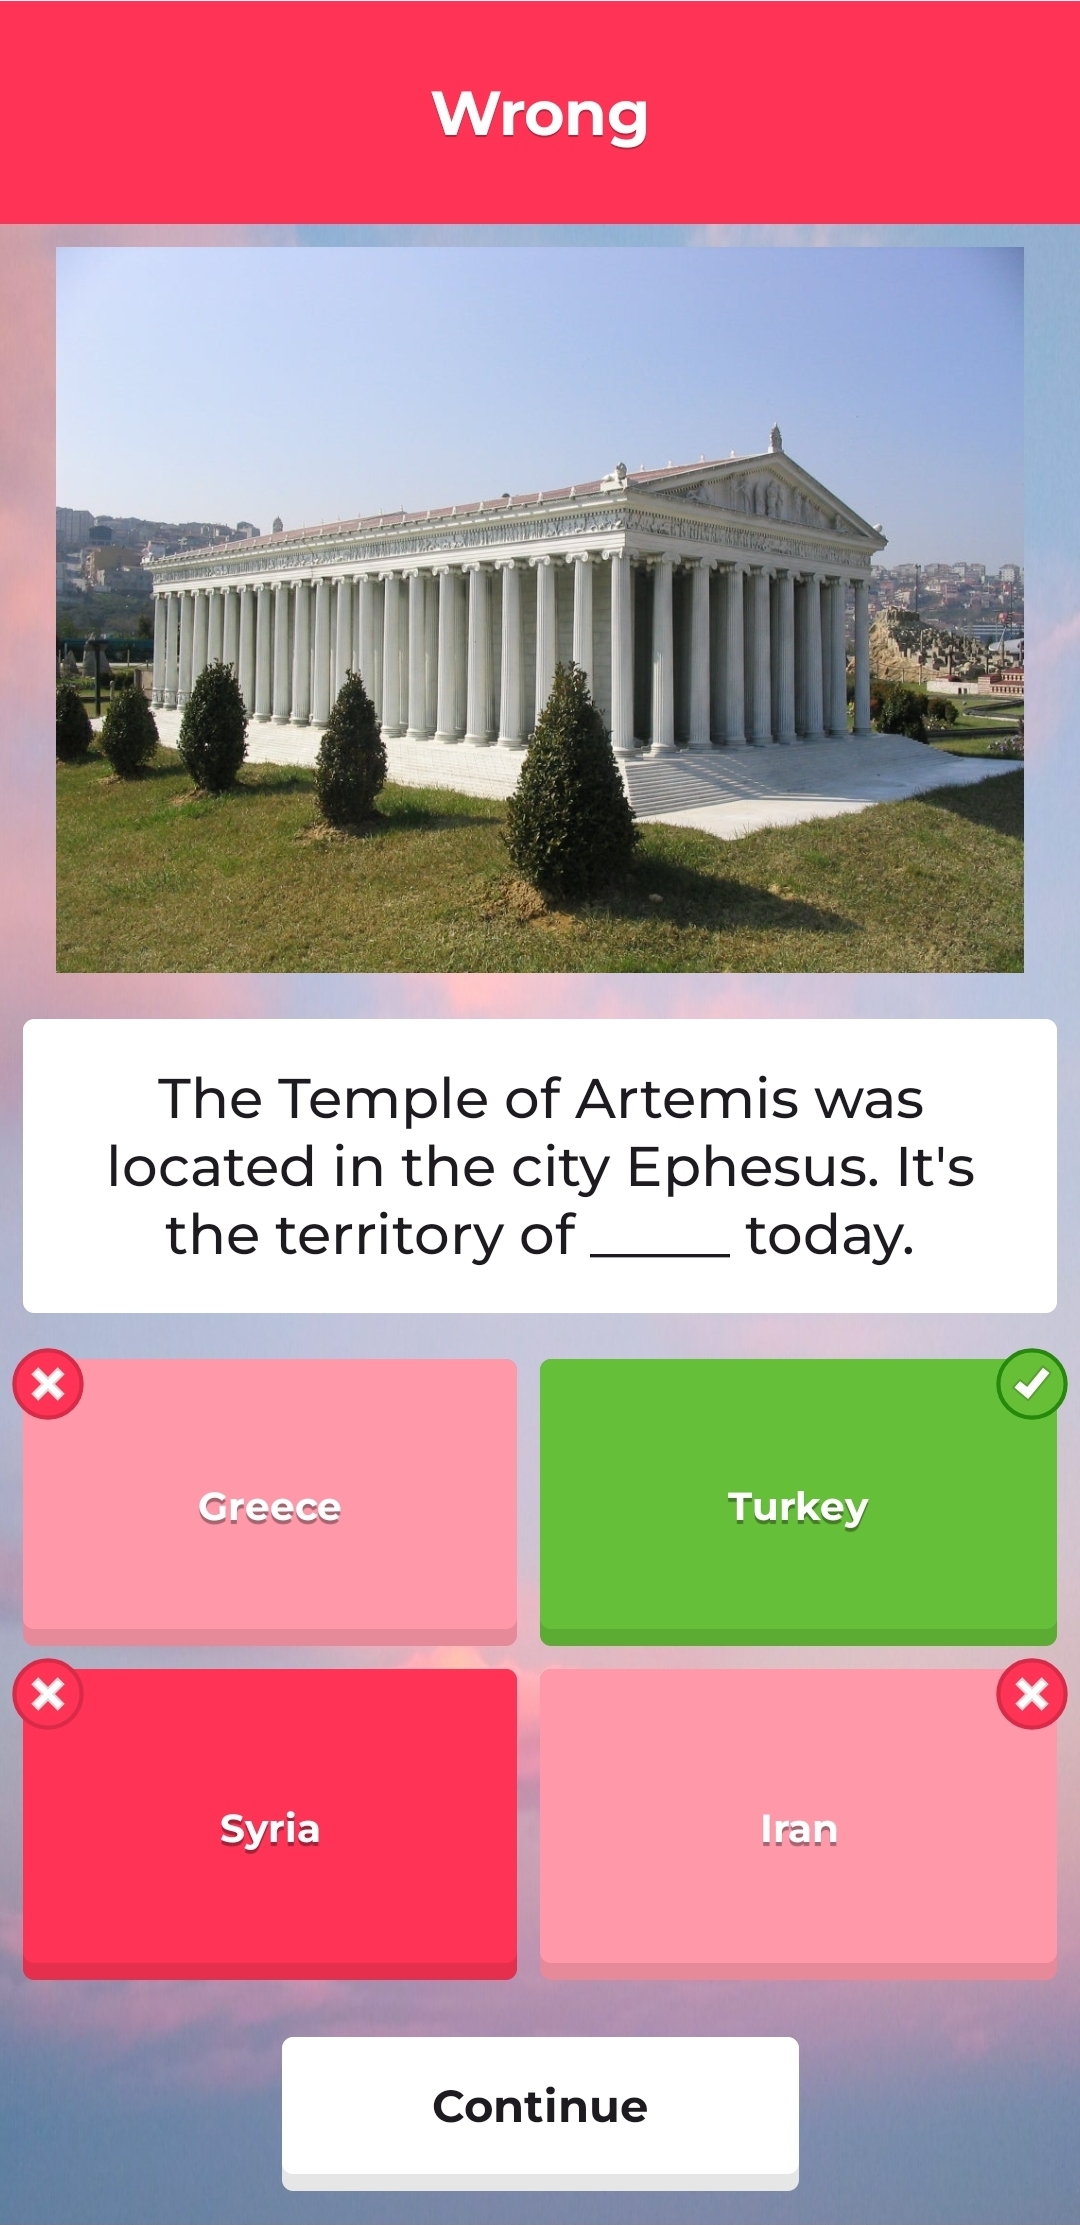 Wrong
The Temple of Artemis was
located in the city Ephesus. It's
the territory of _____ today.
Greece
Turkey
Syria
Iran
Continue